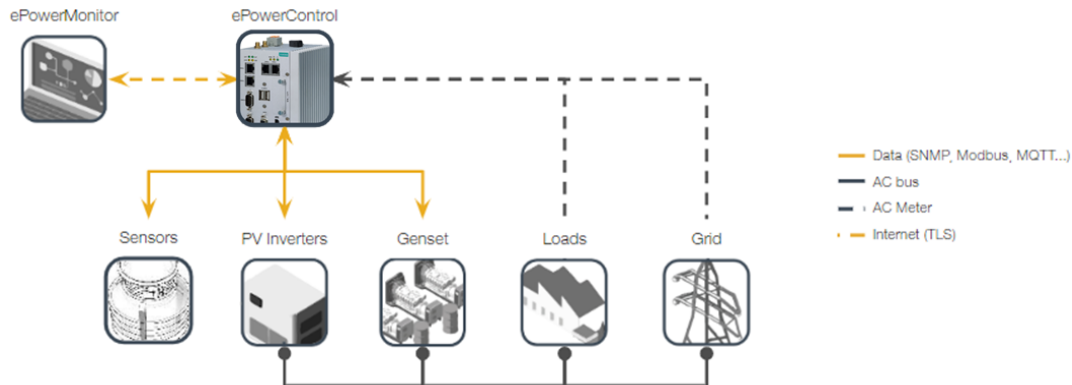 ePowerMonitor
ePowerControl
Sensors
PV Inverters
Genset
Loads
Grid
Data (SNMP, Modbus, MQTT...)
AC bus
AC Meter
Internet (TLS)